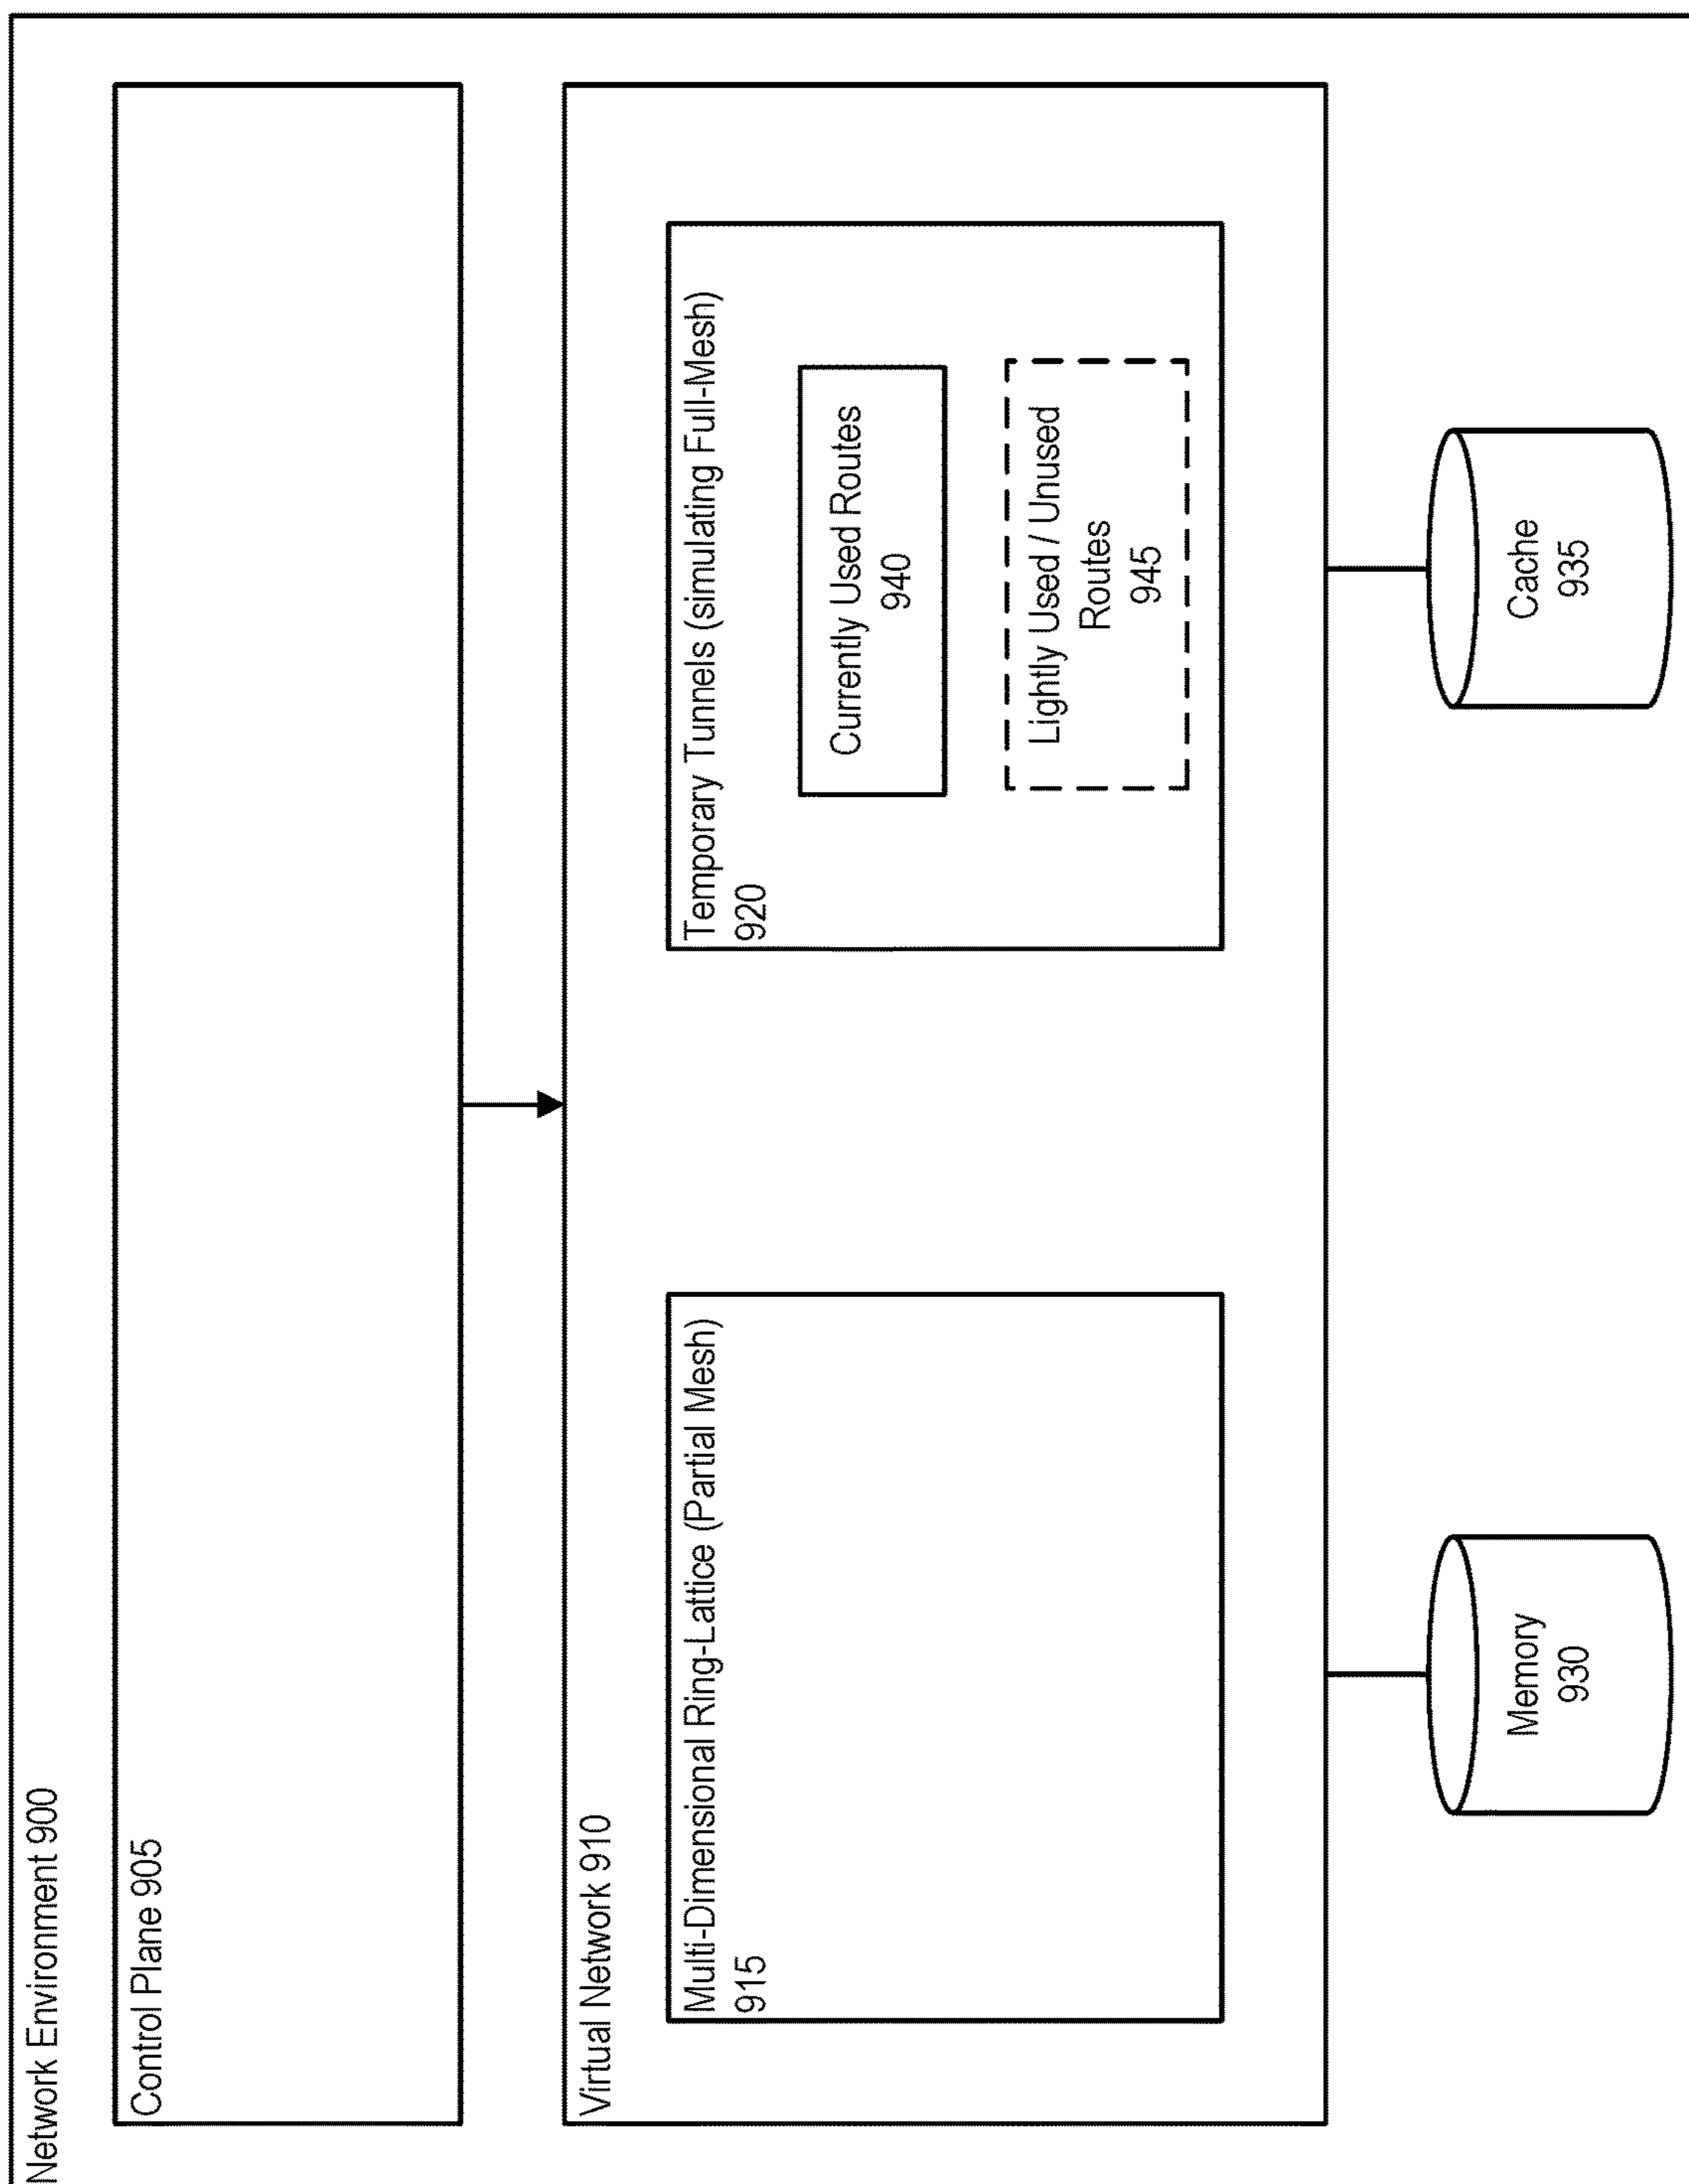 Network Environment 900
Control Plane 905
Virtual Network 910
Multi-Dimensional Ring-Lattice (Partial Mesh)
915
Temporary Tunnels (simulating Full-Mesh)
920
Currently Used Routes
940
Lightly Used / Unused
Routes
945
Memory
930
Cache
935